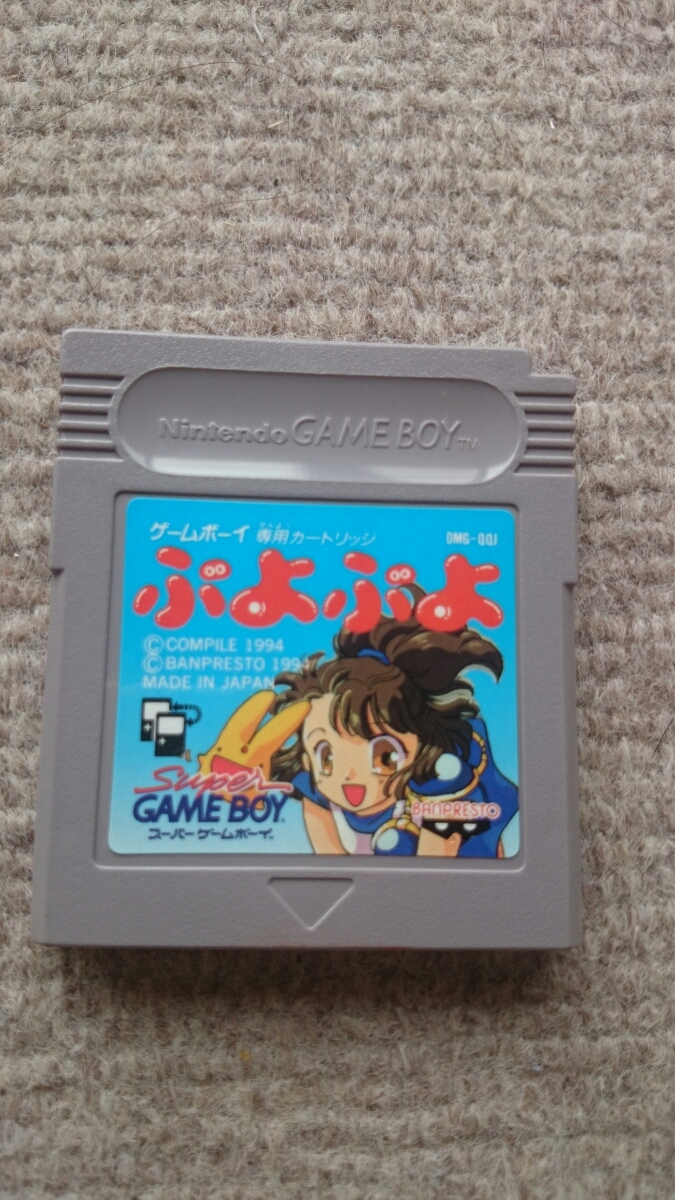 Nintendo GAME BOY TM
ゲームボーイ 専用カートリッジ
DMG-QQJ
ぷよぷよ
©COMPILE 1994
©BANPRESTO 1994
MADE IN JAPAN
Super
GAME BOY
スーパーゲームボーイ
BANPRESTO